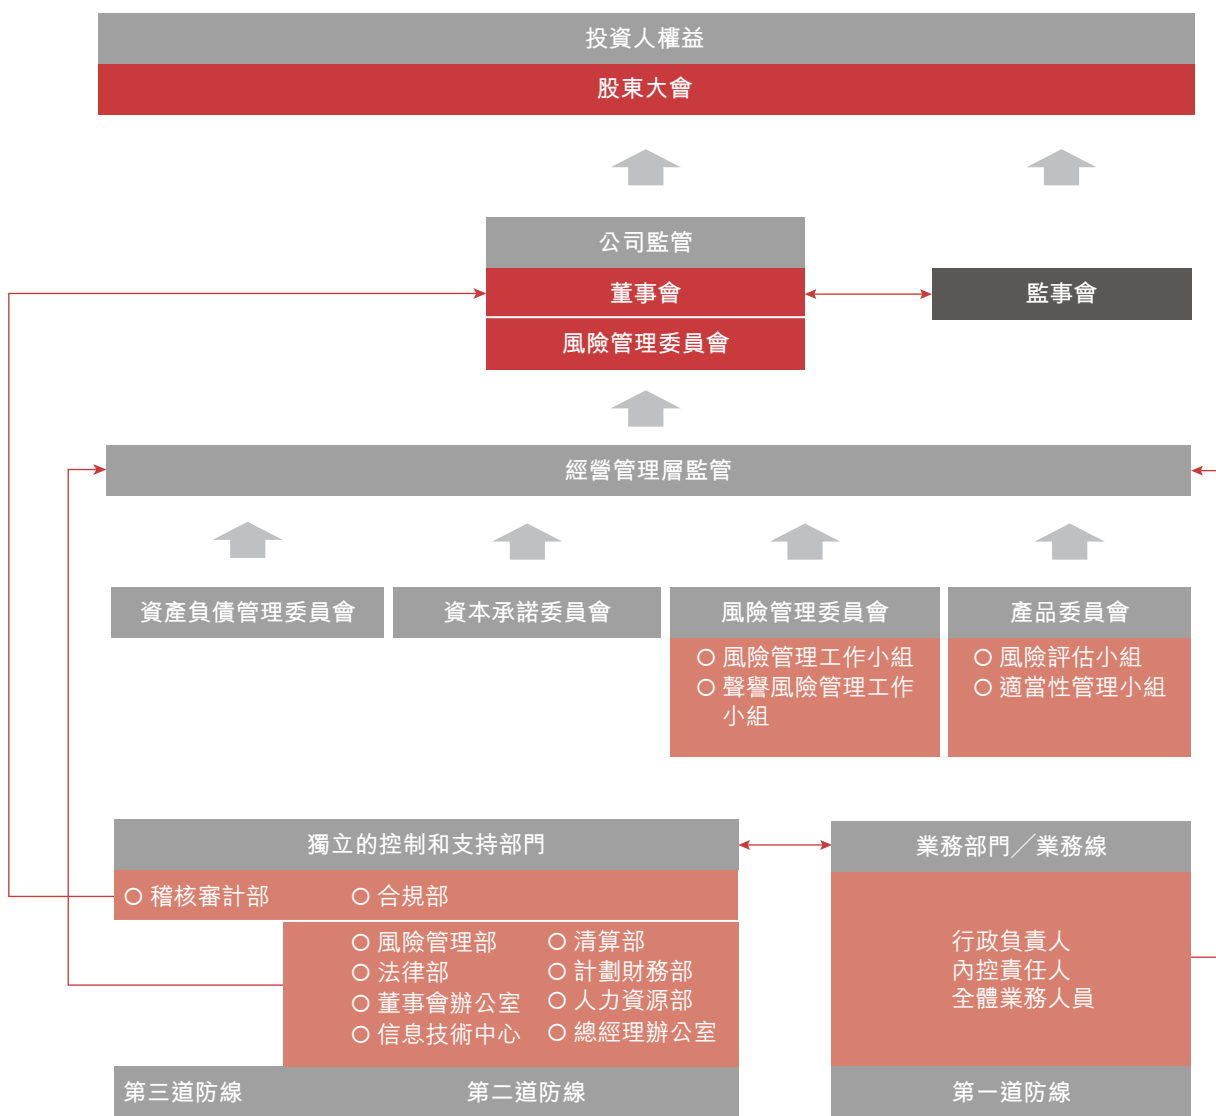 投資人權益
股東大會
公司監管
董事會
監事會
風險管理委員會
經營管理層監管
資產負債管理委員會
資本承諾委員會
風險管理委員會
○ 風險管理工作小組
○ 聲譽風險管理工作
小組
產品委員會
○ 風險評估小組
○ 適當性管理小組
獨立的控制和支持部門
○ 稽核審計部
○ 合規部
○ 風險管理部
○ 法律部
○ 董事會辦公室
○ 信息技術中心
○ 清算部
○ 計劃財務部
○ 人力資源部
○ 總經理辦公室
第三道防線
第二道防線
業務部門／業務線
行政負責人
內控責任人
全體業務人員
第一道防線